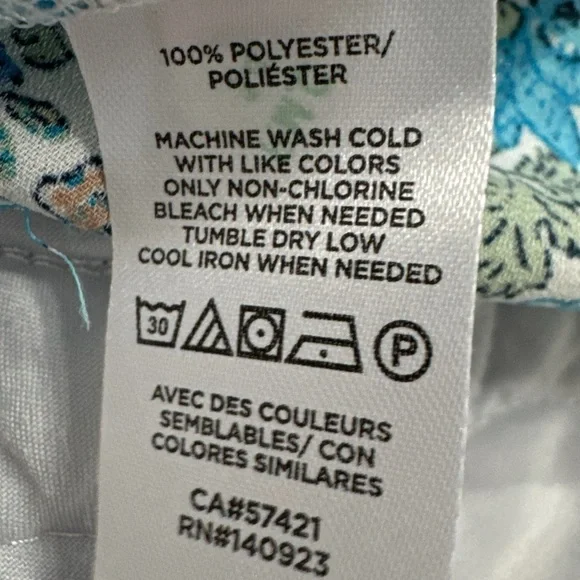 100% POLYESTER/
POLIÉSTER
MACHINE WASH COLD
WITH LIKE COLORS
ONLY NON-CHLORINE
BLEACH WHEN NEEDED
TUMBLE DRY LOW
COOL IRON WHEN NEEDED
30 P
AVEC DES COULEURS
SEMBLABLES/ CON
COLORES SIMILARES
CA#57421
RN#140923